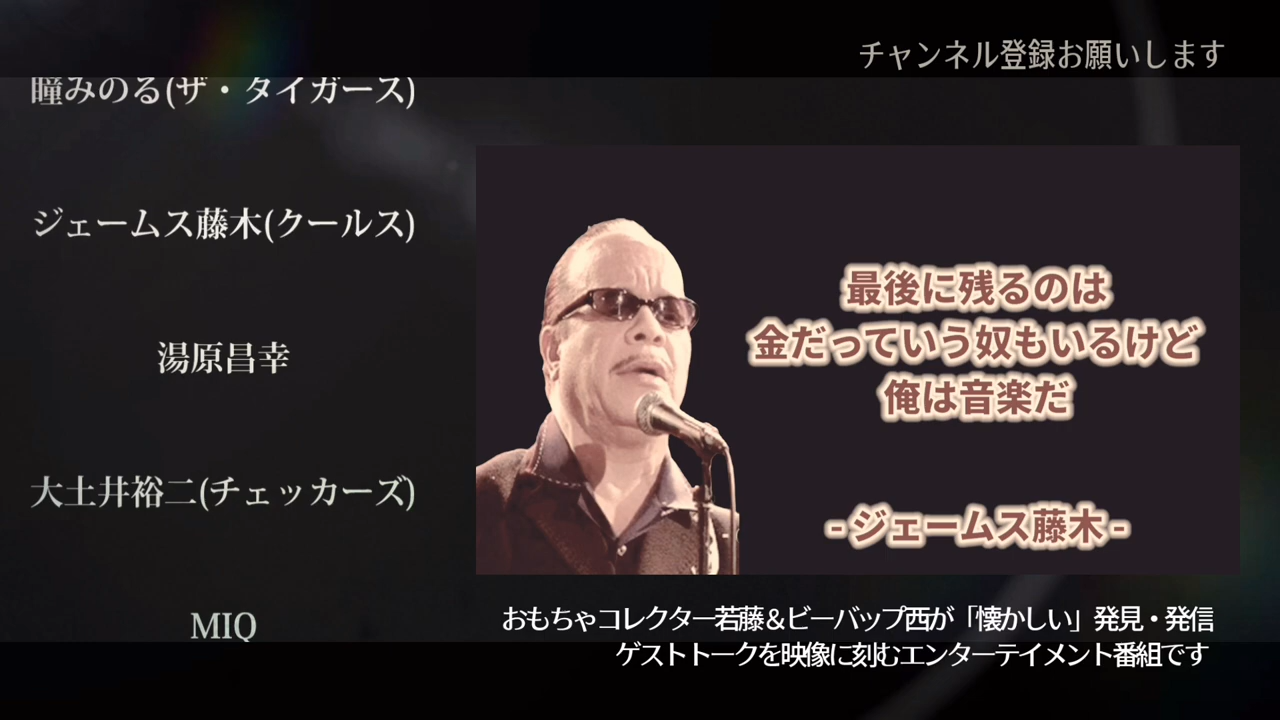 チャンネル登録お願いします
瞳みのる(ザ・タイガース)
ジェームス藤木(クールス)
湯原昌幸
大土井裕二(チェッカーズ)
MIQ
最後に残るのは
金だっていう奴もいるけど
俺は音楽だ
- ジェームス藤木 -
おもちゃコレクター若藤&ビーバップ西が「懐かしい」発見・発信
ゲストトークを映像に刻むエンターテイメント番組です